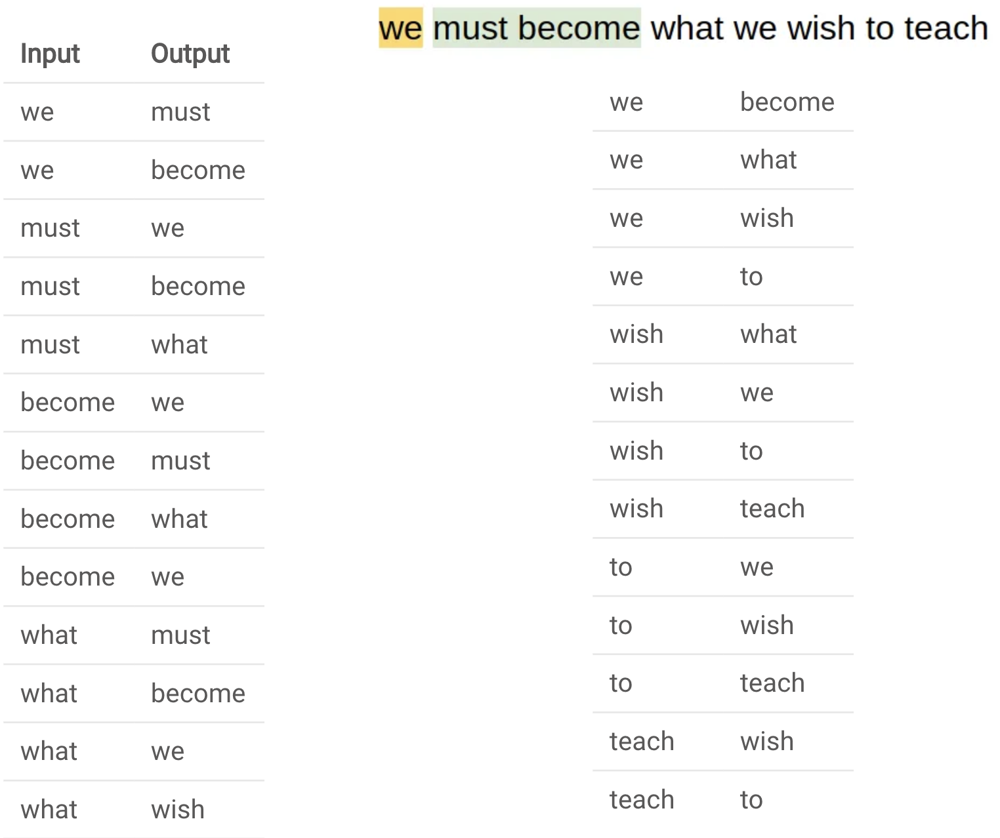 we must become what we wish to teach
Input Output
we must
we become
must we
must become
must what
become we
become must
become what
become we
what must
what become
what we
what wish
we become
we what
we wish
we to
wish what
wish we
wish to
wish teach
to we
to wish
to teach
teach wish
teach to